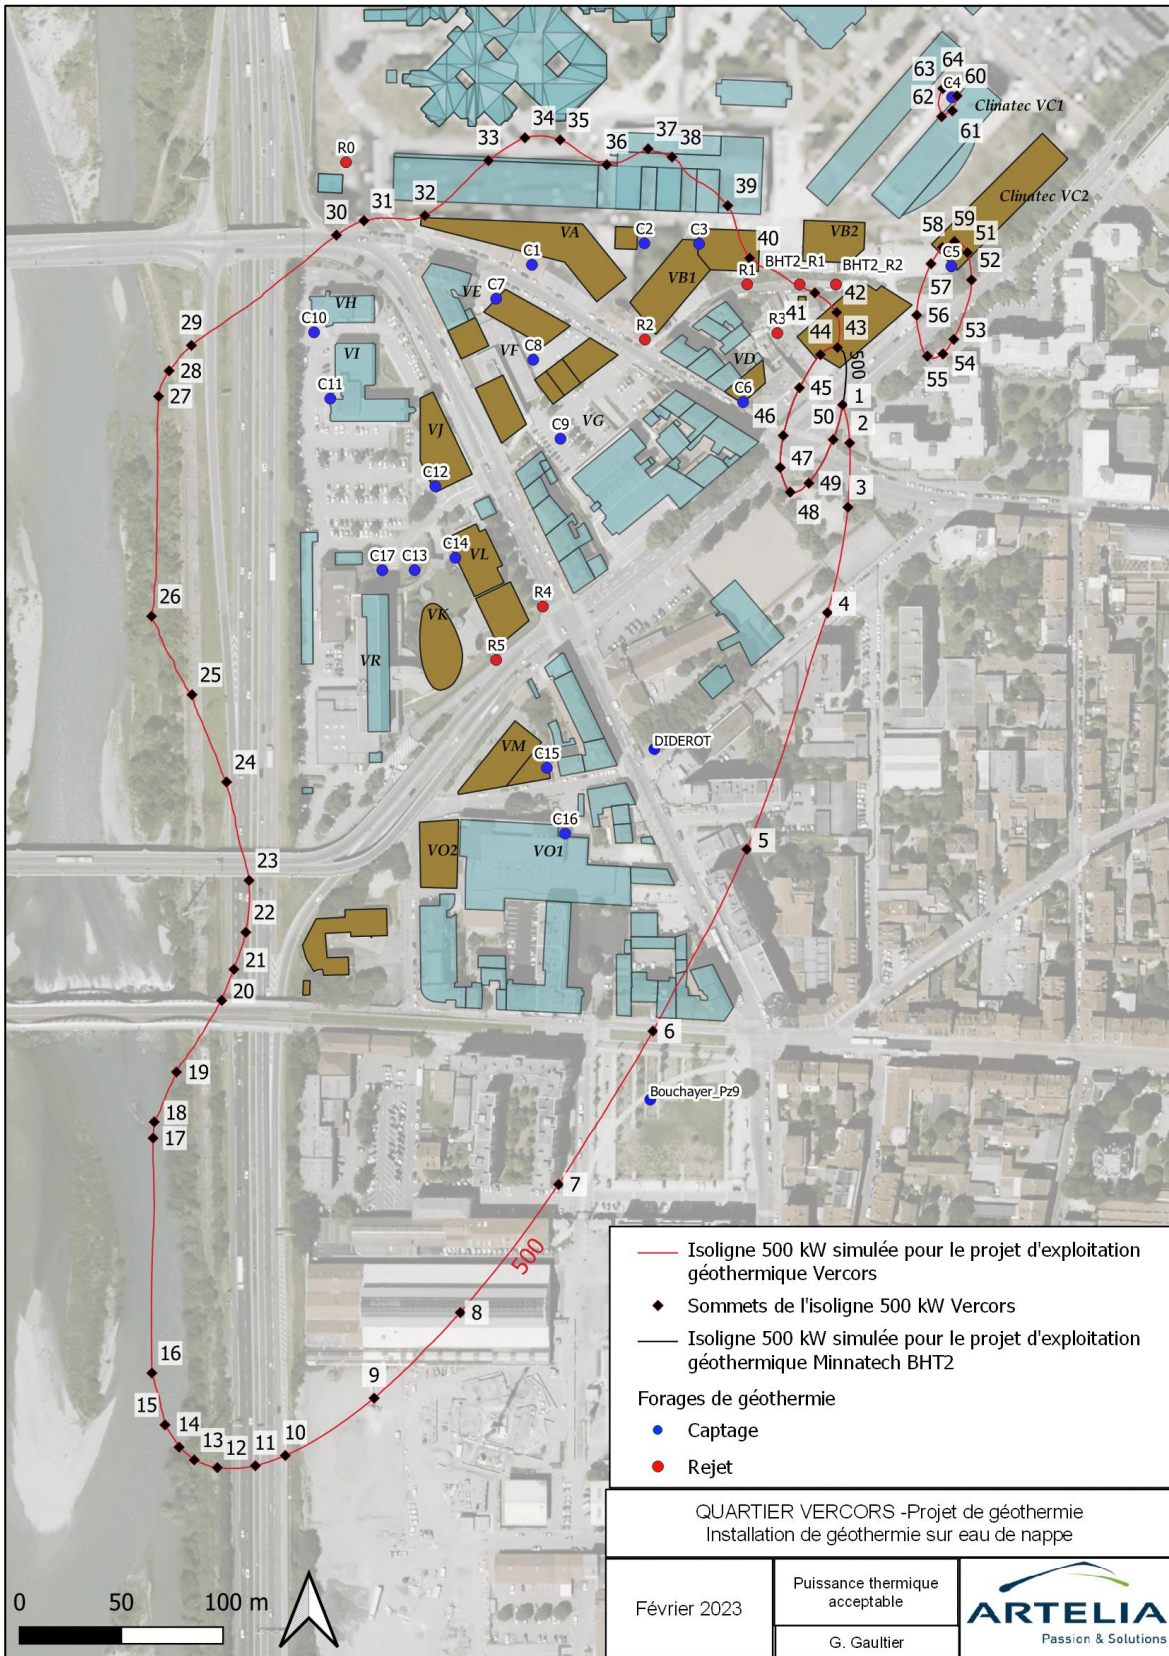 63
64
60
C4
62
Clinatec VC1
61
34
35
33
37
36
38
R0
Clinatec VC2
39
32
31
30
VA
C2
C3
40
VB2
58
59
51
C1
VB1
R1
BHT2_R1
BHT2_R2
C5
52
57
C7
VE
VH
C10
41
42
R2
R3
44
43
56
53
29
VF
C8
VI
VD
500
54
55
28
27
C11
C6
45
1
VJ
VG
46
50
2
C9
47
C12
49
3
48
C14
VL
C17
C13
26
R4
4
VK
R5
VR
25
DIDEROT
VM
C15
24
C16
5
VO2
VO1
23
22
21
20
6
19
Bouchayer_Pz9
18
17
7
500
8
16
9
15
14
13
12
11
10
Isoligne 500 kW simulée pour le projet d'exploitation
géothermique Vercors
Sommets de l'isoligne 500 kW Vercors
Isoligne 500 kW simulée pour le projet d'exploitation
géothermique Minnatech BHT2
Forages de géothermie
Captage
Rejet
QUARTIER VERCORS -Projet de géothermie
Installation de géothermie sur eau de nappe
Février 2023
Puissance thermique
acceptable
G. Gaultier
ARTELIA
Passion & Solutions
0 50 100 m